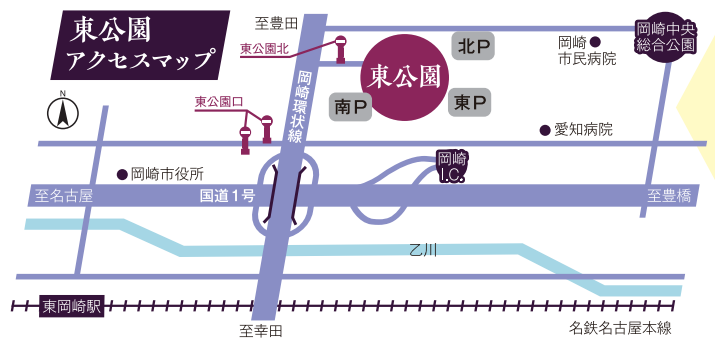 東公園
アクセスマップ
至豊田
東公園北
岡崎中央
総合公園
岡崎
市民病院
北P
東公園
南P
東P
N
東公園口
岡崎環状線
愛知病院
岡崎市役所
岡崎
I.C.
至名古屋
国道1号
至豊橋
乙川
東岡崎駅
至幸田
名鉄名古屋本線